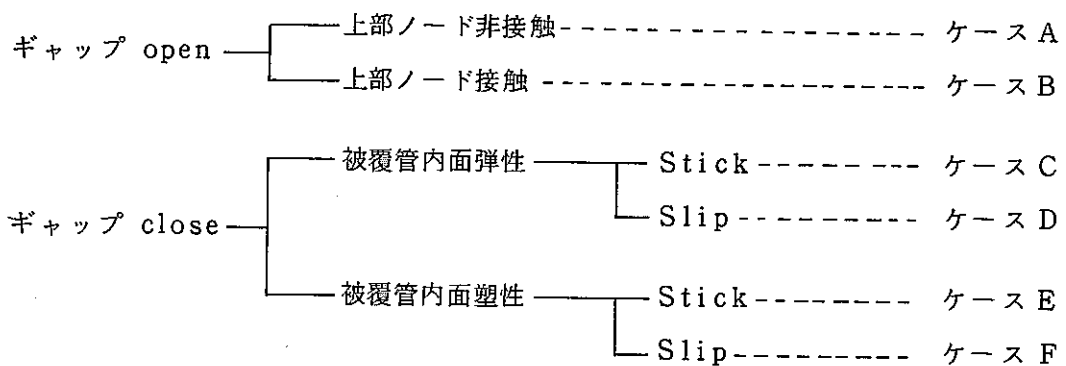 上部ノード非接触 ケースA
ギャップ open
上部ノード接触 ケースB
被覆管内面弾性 Stick ケースC
Slip ケースD
ギャップ close
被覆管内面塑性 Stick ケースE
Slip ケースF